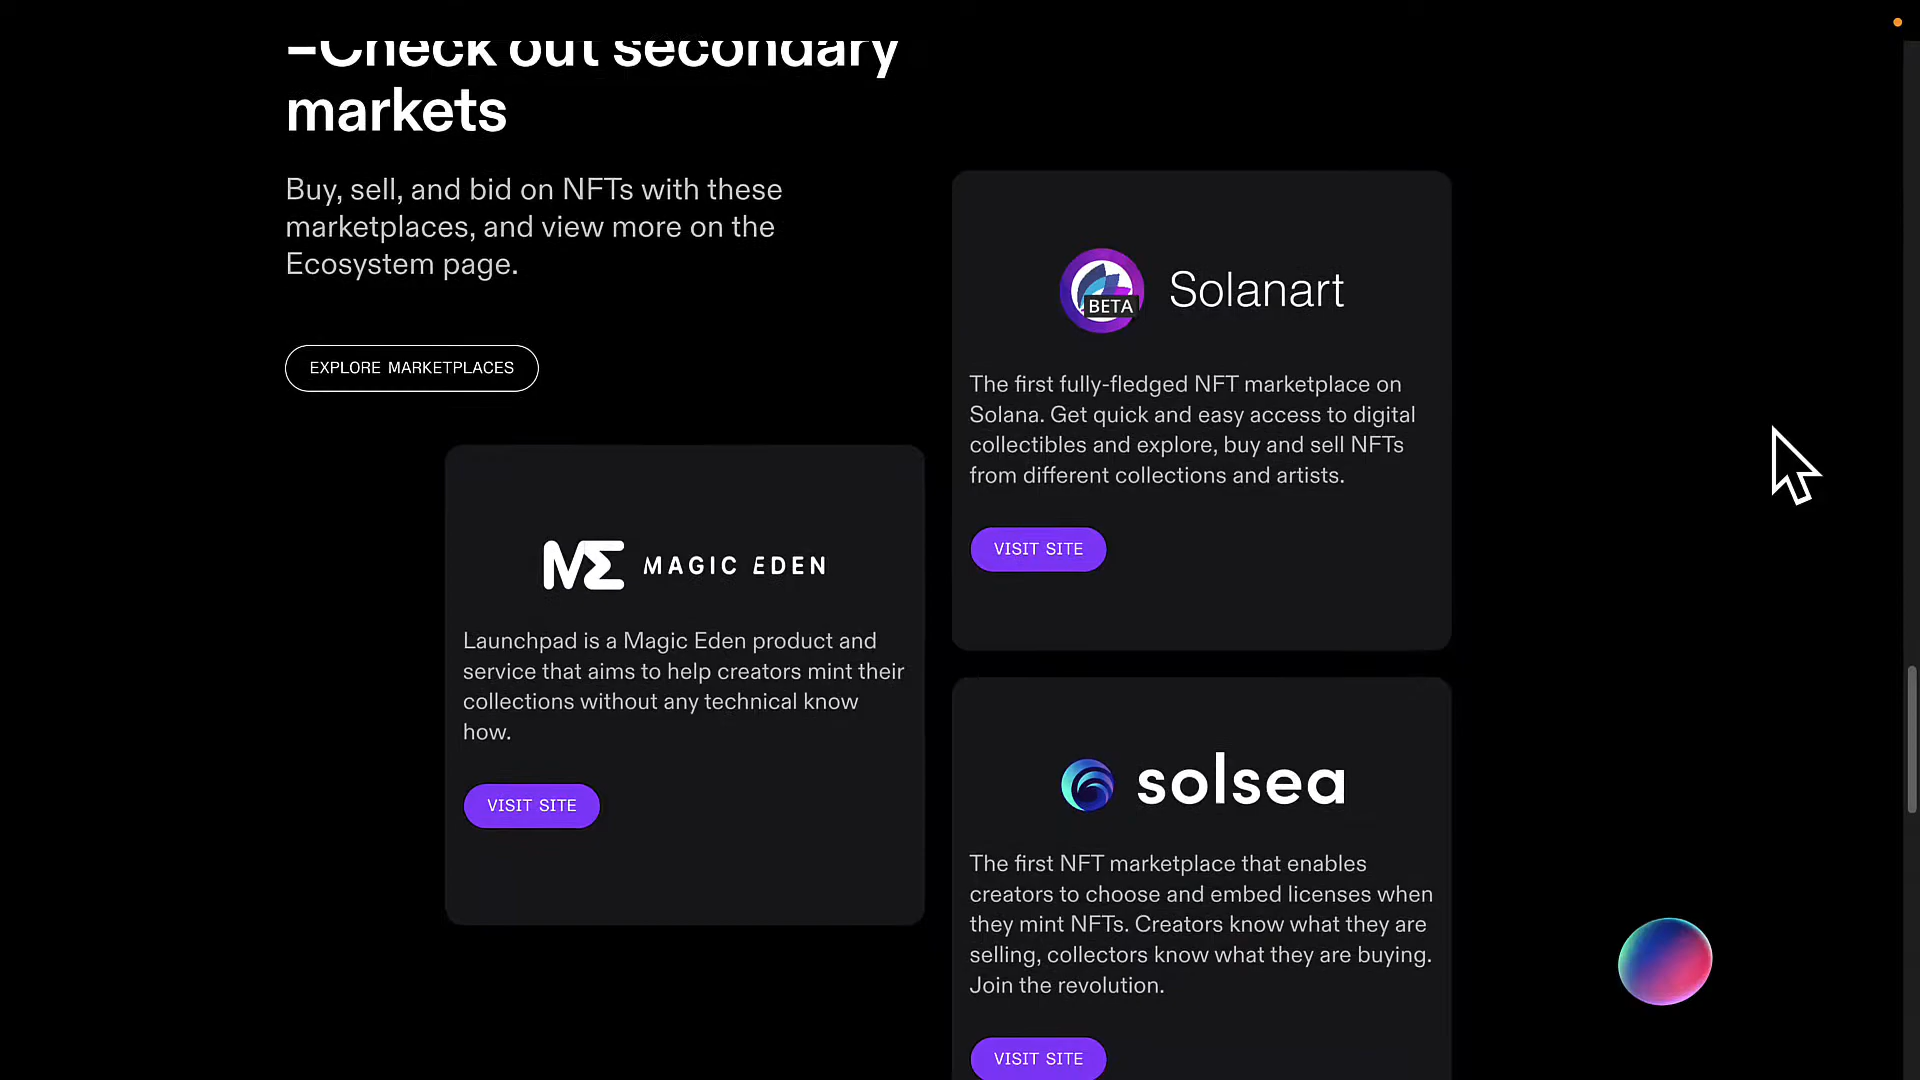 –Check out secondary
markets
Buy, sell, and bid on NFTs with these
marketplaces, and view more on the
Ecosystem page.
EXPLORE MARKETPLACES
MAGIC EDEN
Launchpad is a Magic Eden product and
service that aims to help creators mint their
collections without any technical know
how.
VISIT SITE
BETA
Solanart
The first fully-fledged NFT marketplace on
Solana. Get quick and easy access to digital
collectibles and explore, buy and sell NFTs
from different collections and artists.
VISIT SITE
solsea
The first NFT marketplace that enables
creators to choose and embed licenses when
they mint NFTs. Creators know what they are
selling, collectors know what they are buying.
Join the revolution.
VISIT SITE